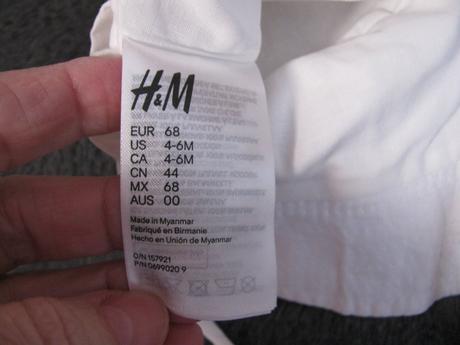 H&M
EUR 68
US 4-6M
CA 4-6M
CN 44
MX 68
AUS 00
Made in Myanmar
Fabriqué en Birmanie
Hecho en Unión de Myanmar
O/N 157921
P/N 0699020 9